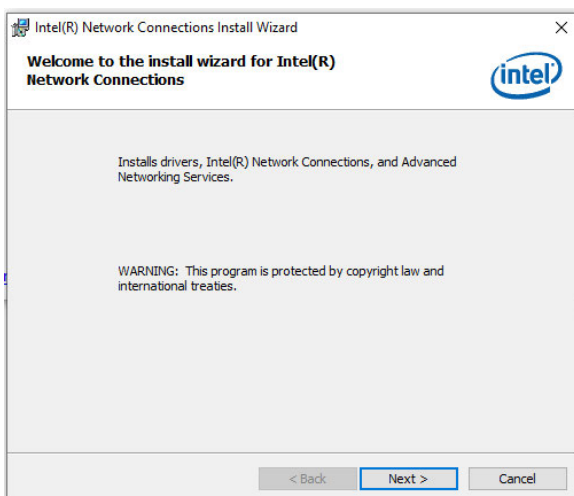 Intel(R) Network Connections Install Wizard
Welcome to the install wizard for Intel(R)
Network Connections
intel
Installs drivers, Intel(R) Network Connections, and Advanced
Networking Services.
WARNING:  This program is protected by copyright law and
international treaties.
< Back
Next >
Cancel